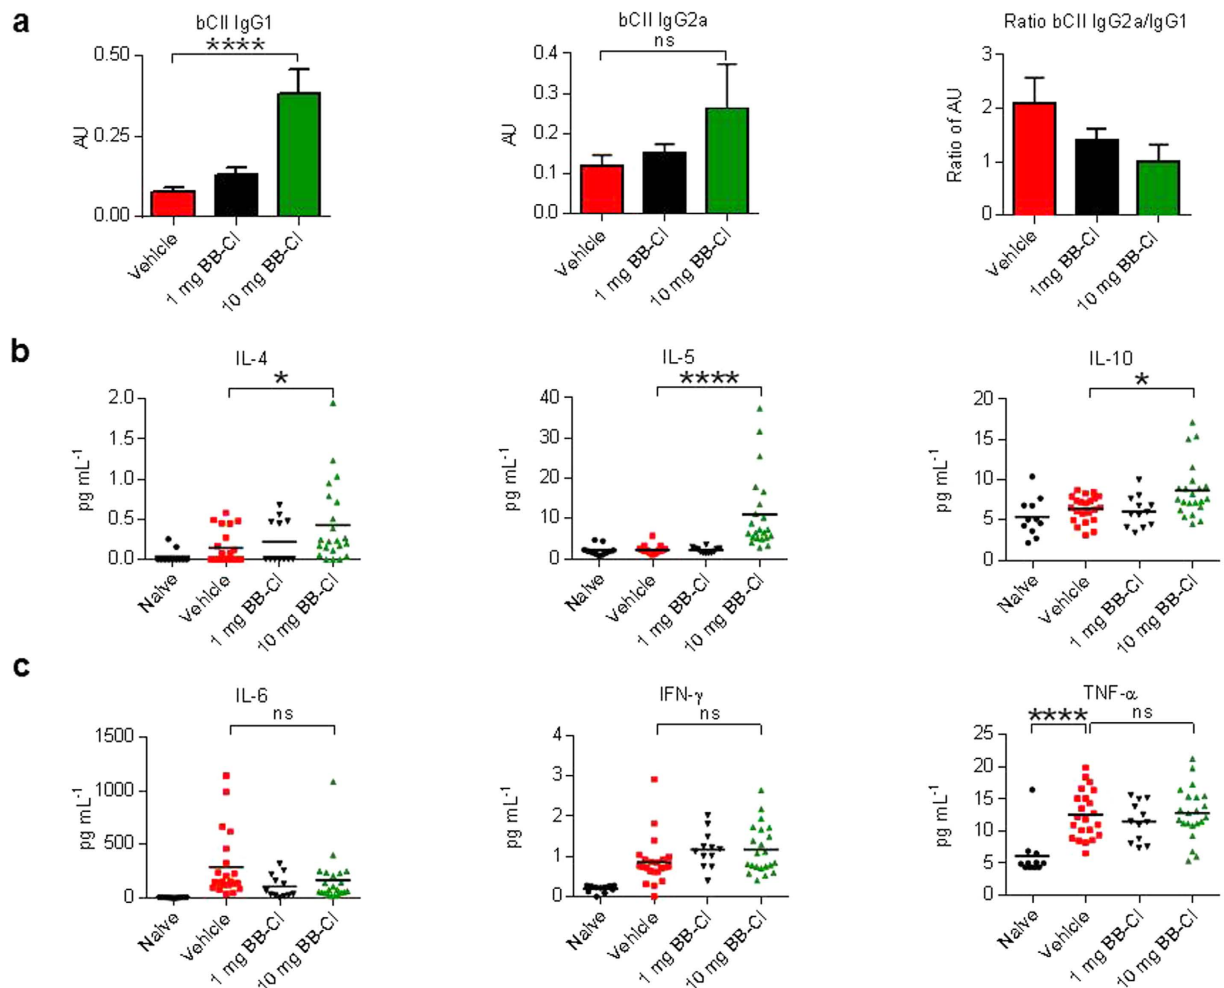 a
bCII IgG1
****
0.50
0.25
0.00
AU
Vehicle
1 mg BB-Cl
10 mg BB-Cl
bCII IgG2a
ns
0.4
0.3
0.2
0.1
0.0
AU
Vehicle
1 mg BB-Cl
10 mg BB-Cl
Ratio bCII IgG2a/IgG1
3
2
1
0
Ratio of AU
Vehicle
1mg BB-Cl
10 mg BB-Cl
b
IL-4
*
2.0
1.5
1.0
0.5
0.0
pg mL⁻¹
Naive
Vehicle
1 mg BB-Cl
10 mg BB-Cl
IL-5
****
40
30
20
10
0
pg mL⁻¹
Naive
Vehicle
1 mg BB-Cl
10 mg BB-Cl
IL-10
*
20
15
10
5
0
pg mL⁻¹
Naive
Vehicle
1 mg BB-Cl
10 mg BB-Cl
c
IL-6
ns
1500
1000
500
0
pg mL⁻¹
Naive
Vehicle
1 mg BB-Cl
10 mg BB-Cl
IFN-γ
ns
4
3
2
1
0
pg mL⁻¹
Naive
Vehicle
1 mg BB-Cl
10 mg BB-Cl
TNF-α
**** ns
25
20
15
10
5
0
pg mL⁻¹
Naive
Vehicle
1 mg BB-Cl
10 mg BB-Cl